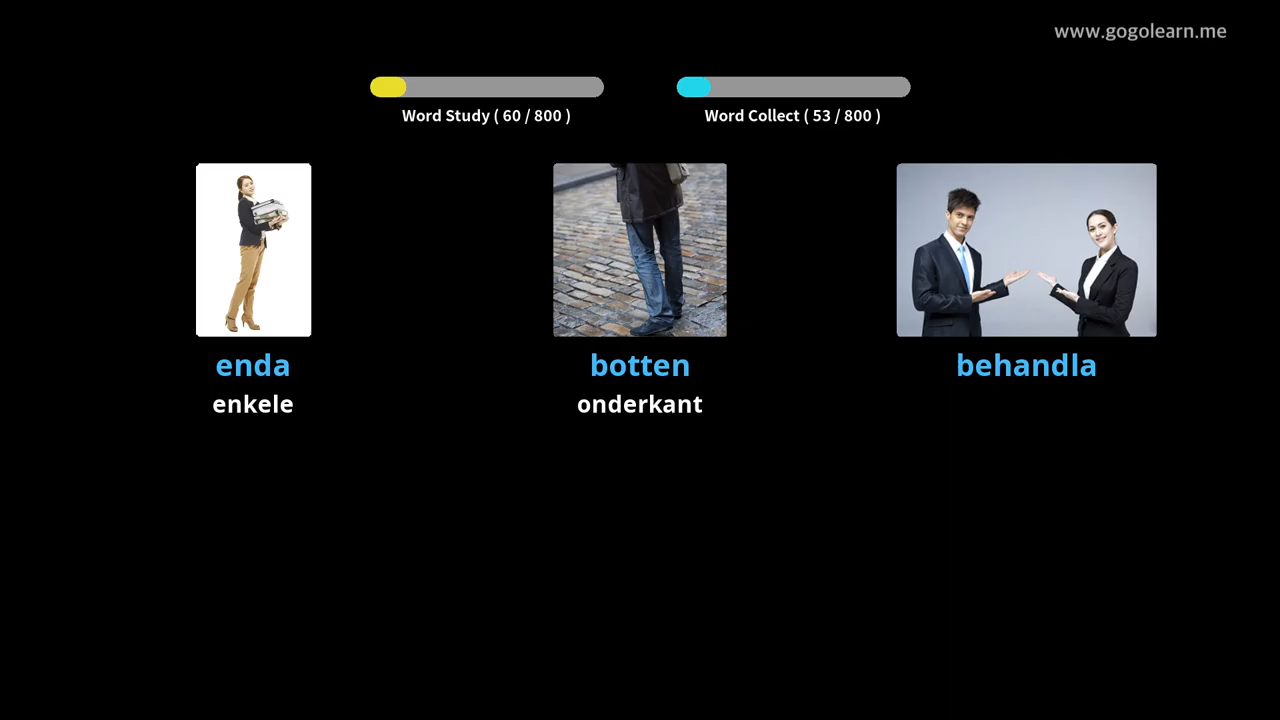 www.gogolearn.me
Word Study ( 60 / 800 )
Word Collect ( 53 / 800 )
enda
botten
behandla
enkele
onderkant